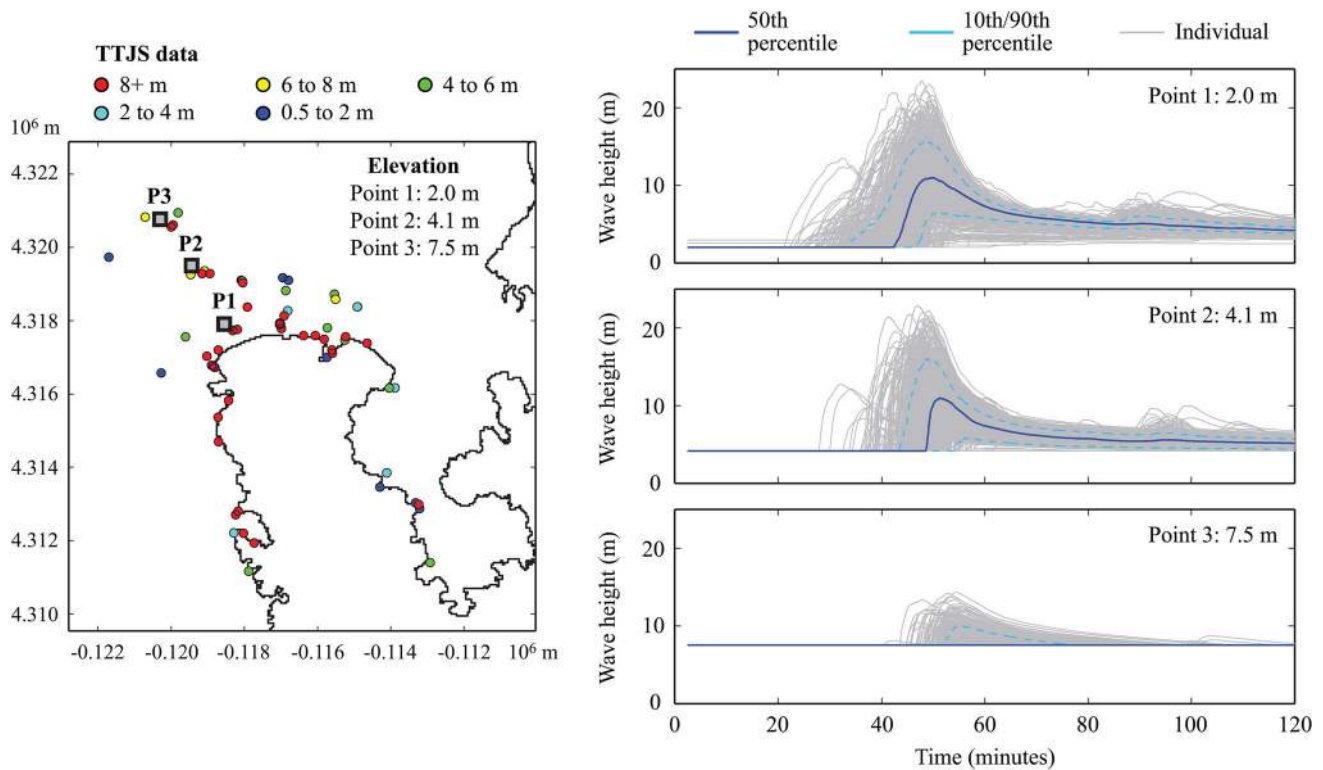 TTJS data
8+ m
6 to 8 m
4 to 6 m
2 to 4 m
0.5 to 2 m
10⁶ m
4.322
4.320
4.318
4.316
4.314
4.312
4.310
Elevation
Point 1: 2.0 m
Point 2: 4.1 m
Point 3: 7.5 m
P3
P2
P1
-0.122 -0.120 -0.118 -0.116 -0.114 -0.112 10⁶ m
50th
percentile
10th/90th
percentile
Individual
Wave height (m)
20
10
0
Point 1: 2.0 m
Wave height (m)
20
10
0
Point 2: 4.1 m
Wave height (m)
20
10
0
Point 3: 7.5 m
0 20 40 60 80 100 120
Time (minutes)